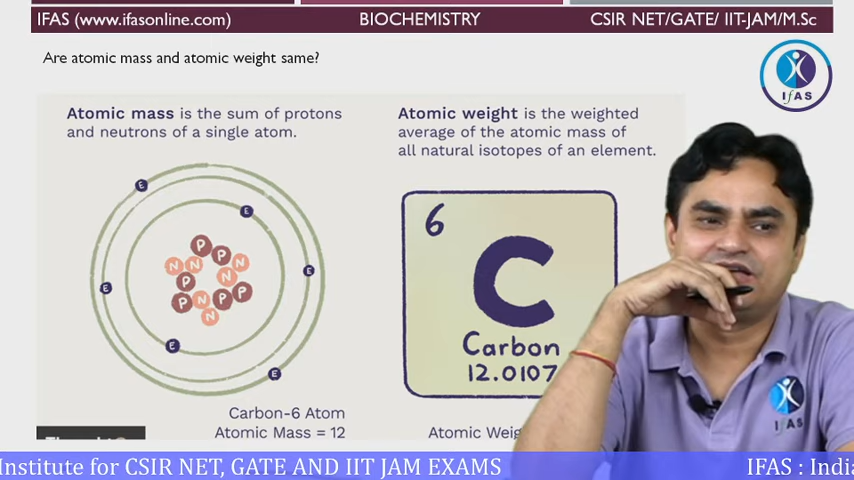 IFAS (www.ifasonline.com)
BIOCHEMISTRY
CSIR NET/GATE/ IIT-JAM/M.Sc
Are atomic mass and atomic weight same?
IFAS
Atomic mass is the sum of protons
and neutrons of a single atom.
Atomic weight is the weighted
average of the atomic mass of
all natural isotopes of an element.
E
E
P
P
N
N
N
N
E
P
E
P
N
P
P
N
E
E
6
C
Carbon
12.0107
Carbon-6 Atom
Atomic Mass = 12
Atomic
IFAS
Institute for CSIR NET, GATE AND IIT JAM EXAMS
IFAS : India